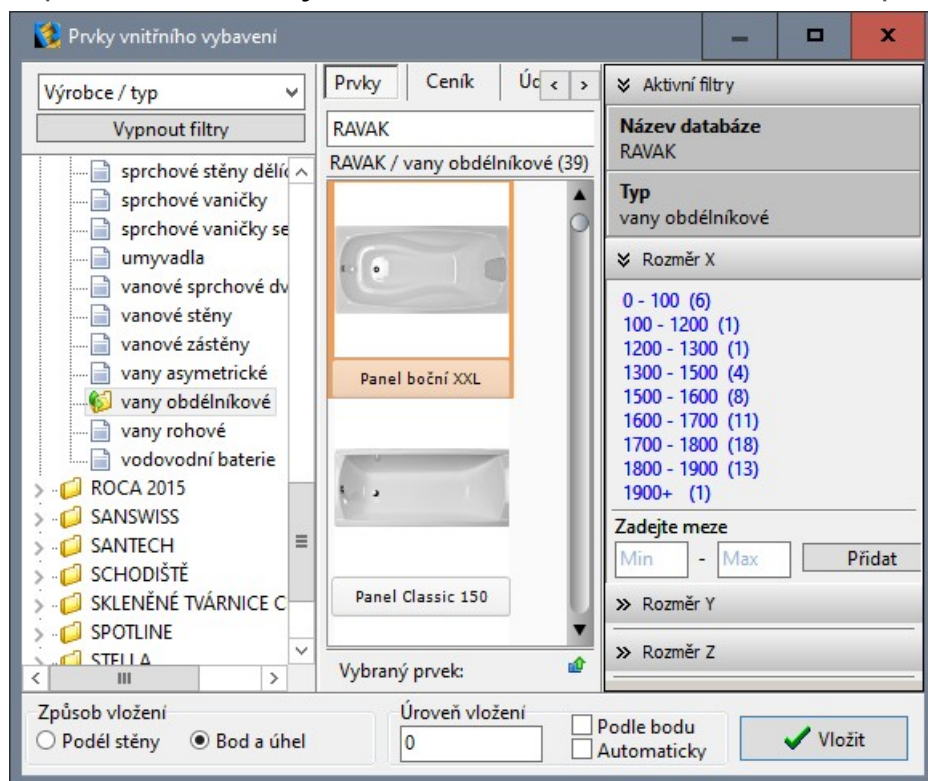 Prvky vnitřního vybavení
Výrobce / typ
Vypnout filtry
sprchové stěny dělíc
sprchové vaničky
sprchové vaničky se
umyvadla
vanové sprchové dv
vanové stěny
vanové zástěny
vany asymetrické
vany obdélníkové
vany rohové
vodovodní baterie
ROCA 2015
SANSWISS
SANTECH
SCHODIŠTĚ
SKLENĚNÉ TVÁRNICE C
SPOTLINE
STELLA
Prvky Ceník Úc
RAVAK
RAVAK / vany obdélníkové (39)
Panel boční XXL
Panel Classic 150
Vybraný prvek:
Aktivní filtry
Název databáze
RAVAK
Typ
vany obdélníkové
Rozměr X
0 - 100 (6)
100 - 1200 (1)
1200 - 1300 (1)
1300 - 1500 (4)
1500 - 1600 (8)
1600 - 1700 (11)
1700 - 1800 (18)
1800 - 1900 (13)
1900+ (1)
Zadejte meze
Min - Max Přidat
Rozměr Y
Rozměr Z
Způsob vložení
Podél stěny Bod a úhel
Úroveň vložení
0
Podle bodu
Automaticky
Vložit